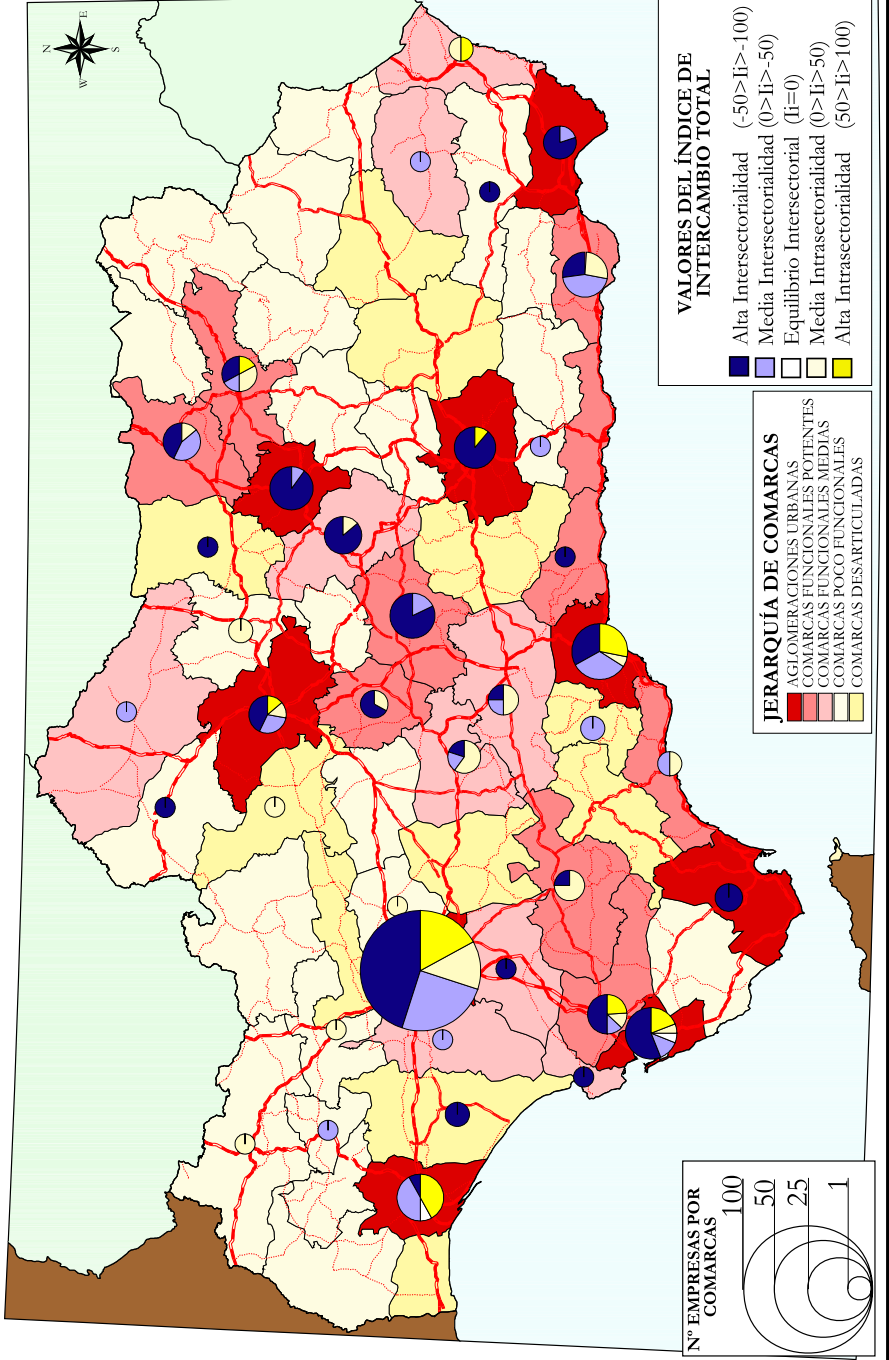 N
S
E
W
VALORES DEL ÍNDICE DE
INTERCAMBIO TOTAL
Alta Intersectorialidad (-50>Ii>-100)
Media Intersectorialidad (0>Ii>-50)
Equilibrio Intersectorial (Ii=0)
Media Intrasectorialidad (0>Ii>50)
Alta Intrasectorialidad (50>Ii>100)
JERARQUÍA DE COMARCAS
AGLOMERACIONES URBANAS
COMARCAS FUNCIONALES POTENTES
COMARCAS FUNCIONALES MEDIAS
COMARCAS POCO FUNCIONALES
COMARCAS DESARTICULADAS
Nº EMPRESAS POR
COMARCAS
100
50
25
1